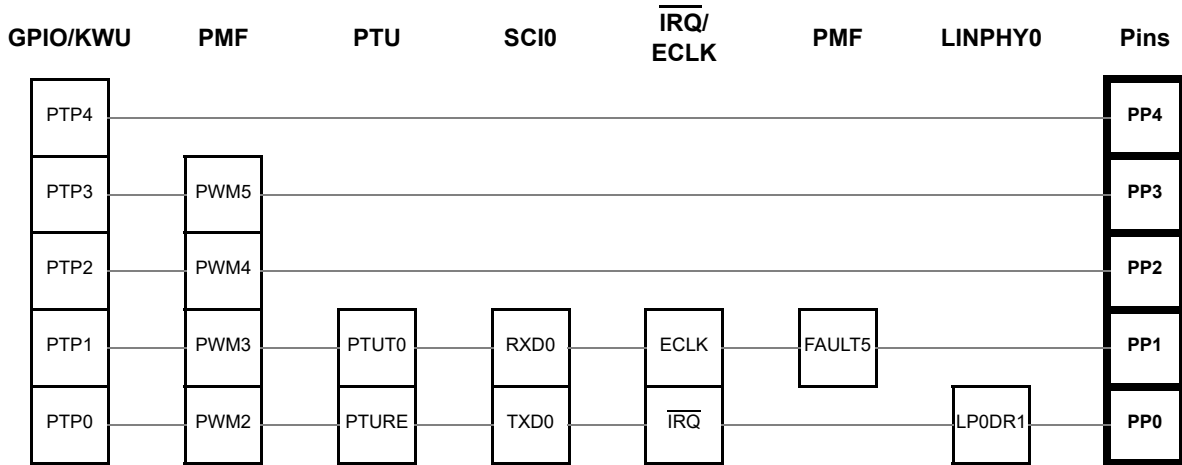 GPIO/KWU PMF PTU SCI0 IRQ/ ECLK PMF LINPHY0 Pins
PTP4 PP4
PTP3 PWM5 PP3
PTP2 PWM4 PP2
PTP1 PWM3 PTUT0 RXD0 ECLK FAULT5 PP1
PTP0 PWM2 PTURE TXD0 IRQ LP0DR1 PP0